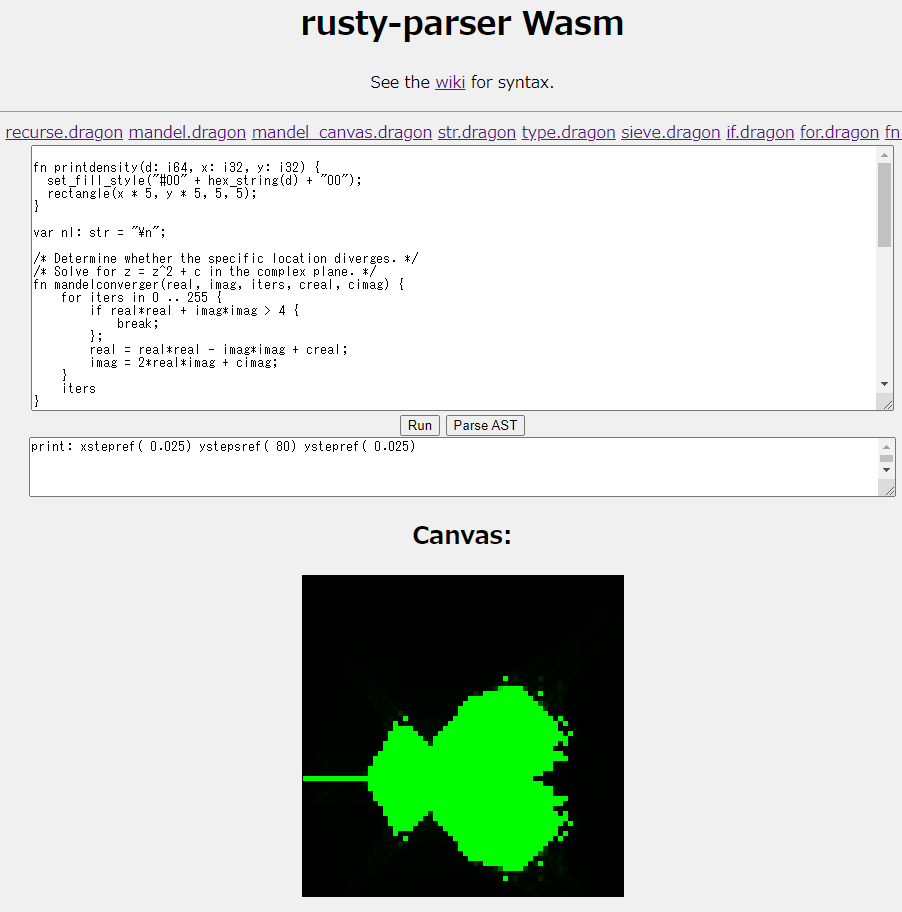 rusty-parser Wasm
See the wiki for syntax.
recurse.dragon mandel.dragon mandel_canvas.dragon str.dragon type.dragon sieve.dragon if.dragon for.dragon fn
fn printdensity(d: i64, x: i32, y: i32) {
  set_fill_style("#00" + hex_string(d) + "00");
  rectangle(x * 5, y * 5, 5, 5);
}
var nl: str = "¥n";
/* Determine whether the specific location diverges. */
/* Solve for z = z^2 + c in the complex plane. */
fn mandelconverger(real, imag, iters, creal, cimag) {
    for iters in 0 .. 255 {
        if real*real + imag*imag > 4 {
            break;
        };
        real = real*real - imag*imag + creal;
        imag = 2*real*imag + cimag;
    }
    iters
}
Run Parse AST
print: xstepref( 0.025) ystepsref( 80) ystepref( 0.025)
Canvas: